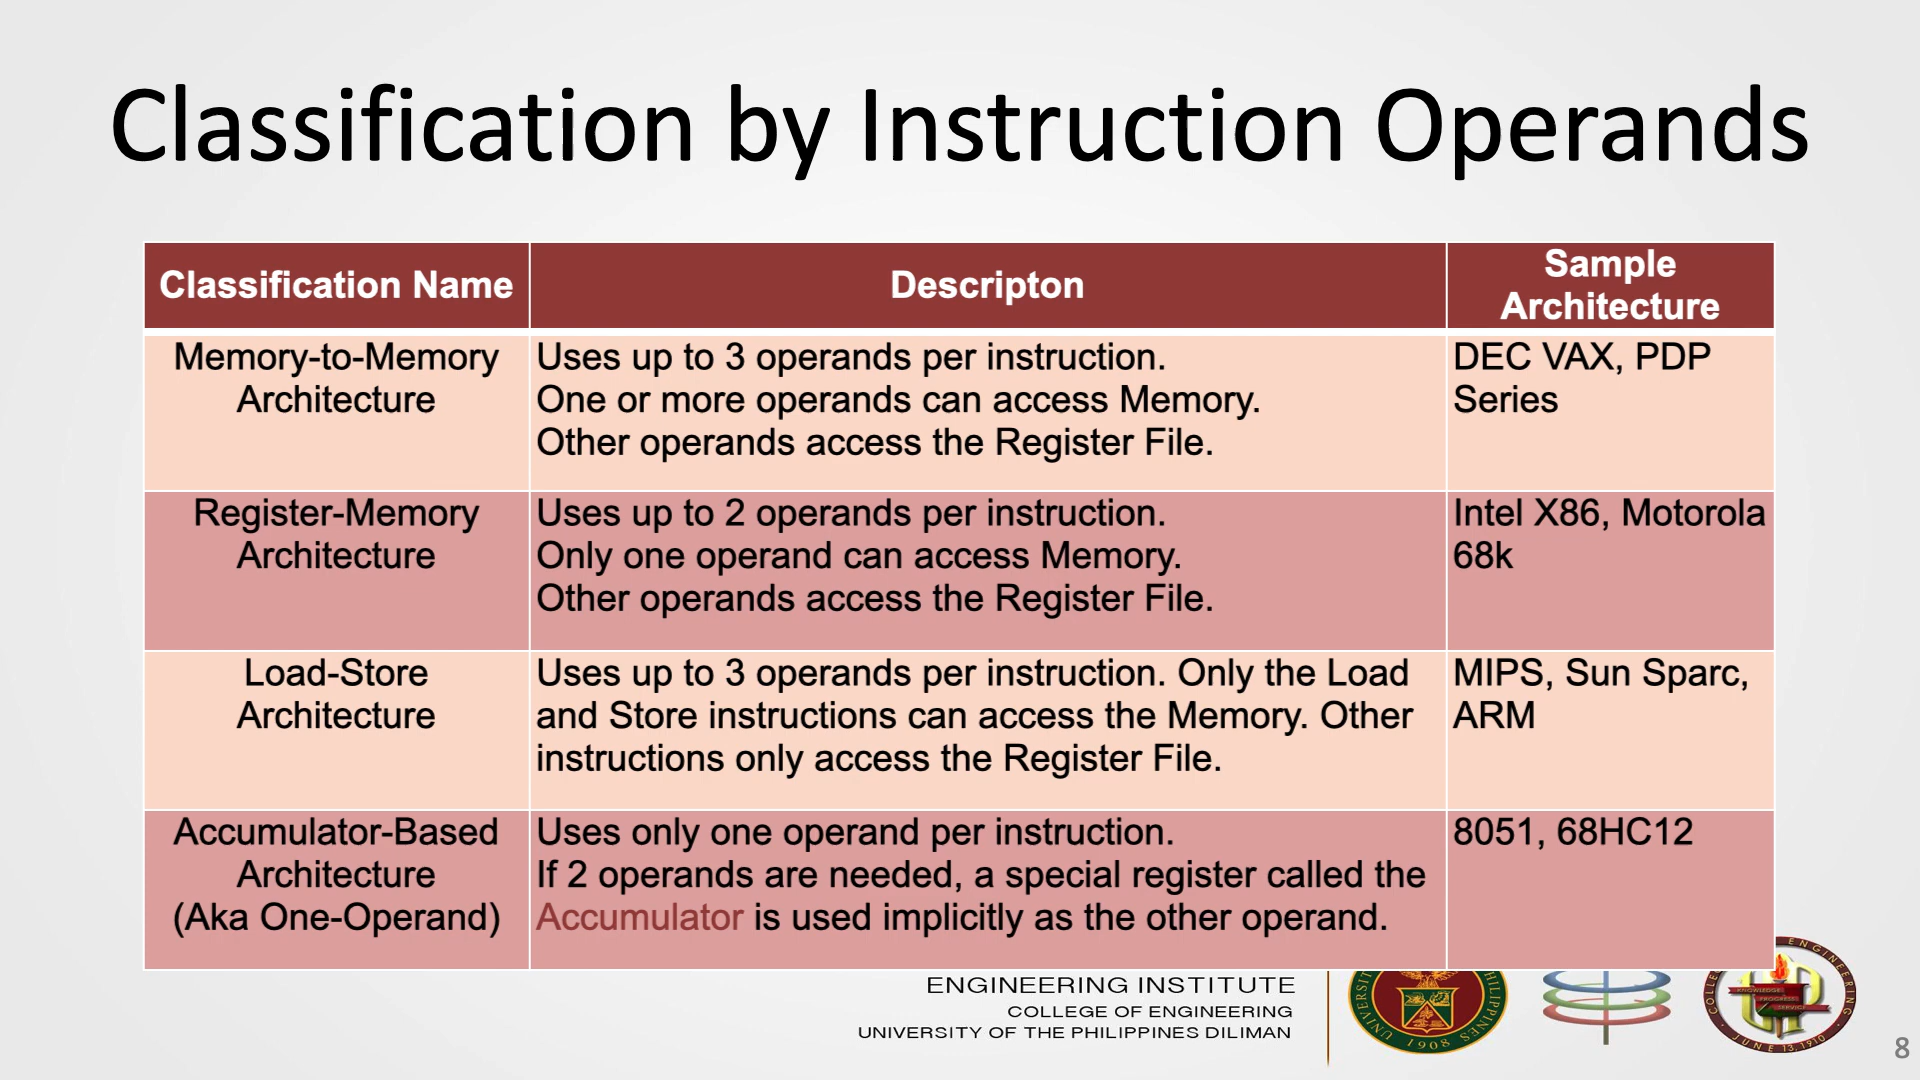 Classification by Instruction Operands
Classification Name
Descripton
Sample
Architecture
Memory-to-Memory
Architecture
Uses up to 3 operands per instruction.
One or more operands can access Memory.
Other operands access the Register File.
DEC VAX, PDP
Series
Register-Memory
Architecture
Uses up to 2 operands per instruction.
Only one operand can access Memory.
Other operands access the Register File.
Intel X86, Motorola
68k
Load-Store
Architecture
Uses up to 3 operands per instruction. Only the Load
and Store instructions can access the Memory. Other
instructions only access the Register File.
MIPS, Sun Sparc,
ARM
Accumulator-Based
Architecture
(Aka One-Operand)
Uses only one operand per instruction.
If 2 operands are needed, a special register called the
Accumulator is used implicitly as the other operand.
8051, 68HC12
ENGINEERING INSTITUTE
COLLEGE OF ENGINEERING
UNIVERSITY OF THE PHILIPPINES DILIMAN
1908
KNOWLEDGE
PROGRESS
SERVICE
JUNE 13, 1910
8